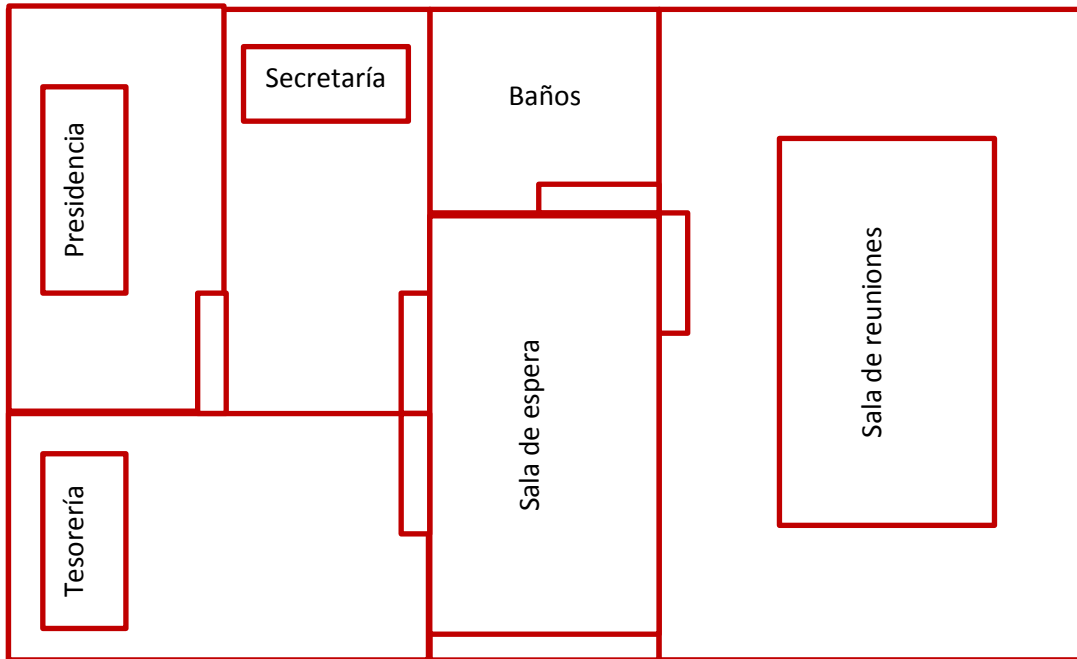 Secretaría
Baños
Presidencia
Sala de reuniones
Sala de espera
Tesorería